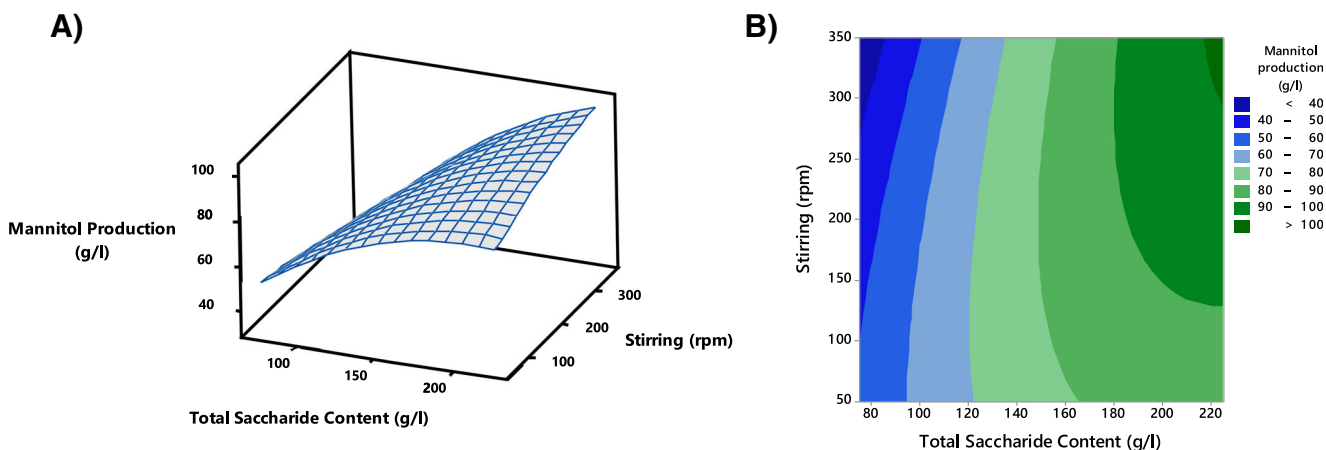 A)
100
80
60
40
Mannitol Production
(g/l)
100
150
200
Total Saccharide Content (g/l)
100
200
300
Stirring (rpm)
B)
350
300
250
200
150
100
50
Stirring (rpm)
80 100 120 140 160 180 200 220
Total Saccharide Content (g/l)
Mannitol
production
(g/l)
< 40
40 – 50
50 – 60
60 – 70
70 – 80
80 – 90
90 – 100
> 100